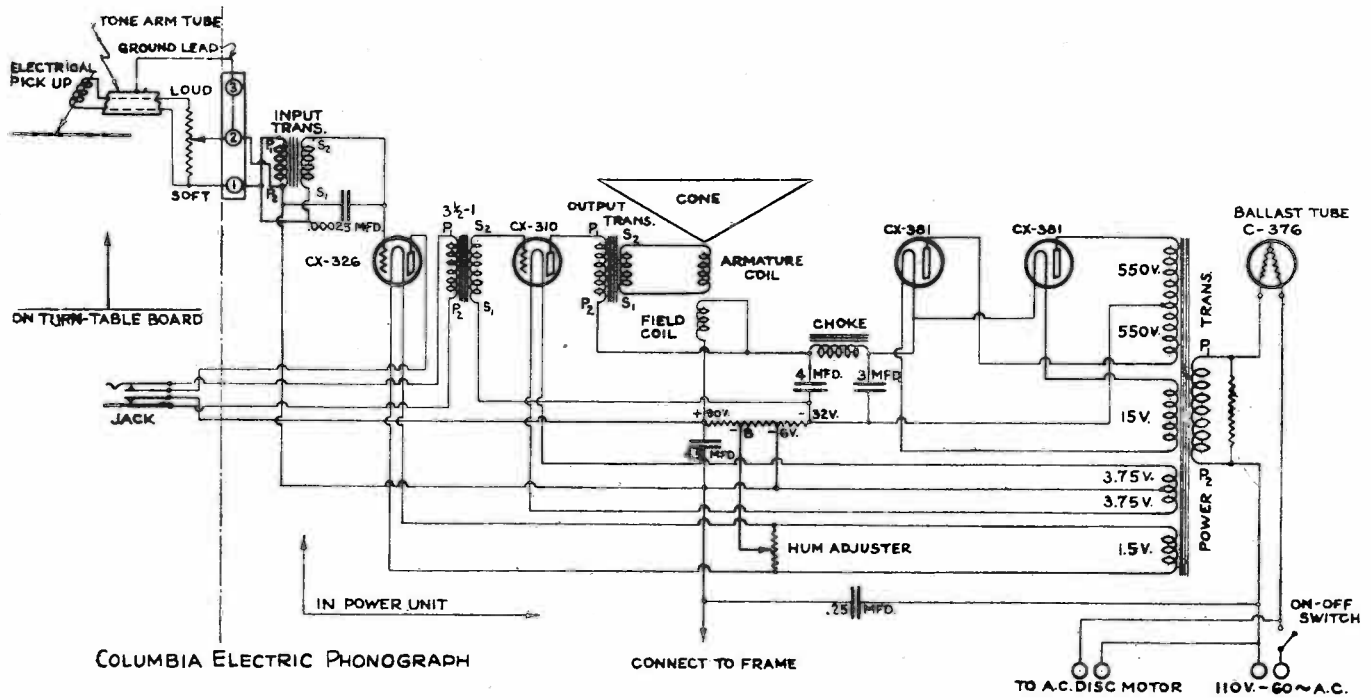 TONE ARM TUBE
GROUND LEAD
ELECTRICAL
PICK UP
LOUD
3
2
1
SOFT
INPUT
TRANS.
P1
S2
P2
S1
.00025 MFD.
CX-326
3½-1
P1
S2
P2
S1
CX-310
OUTPUT
TRANS.
P1
S2
P2
S1
CONE
ARMATURE
COIL
FIELD
COIL
CHOKE
4 MFD.
3 MFD.
CX-381
CX-381
550V.
550V.
15V.
3.75V.
3.75V.
1.5V.
POWER TRANS.
P1
P2
BALLAST TUBE
C-376
ON TURN-TABLE BOARD
JACK
+90V.
-32V.
-B
-6V.
MFD.
HUM ADJUSTER
IN POWER UNIT
.25 MFD.
ON-OFF
SWITCH
COLUMBIA ELECTRIC PHONOGRAPH
CONNECT TO FRAME
TO A.C. DISC MOTOR
110V.-60~A.C.